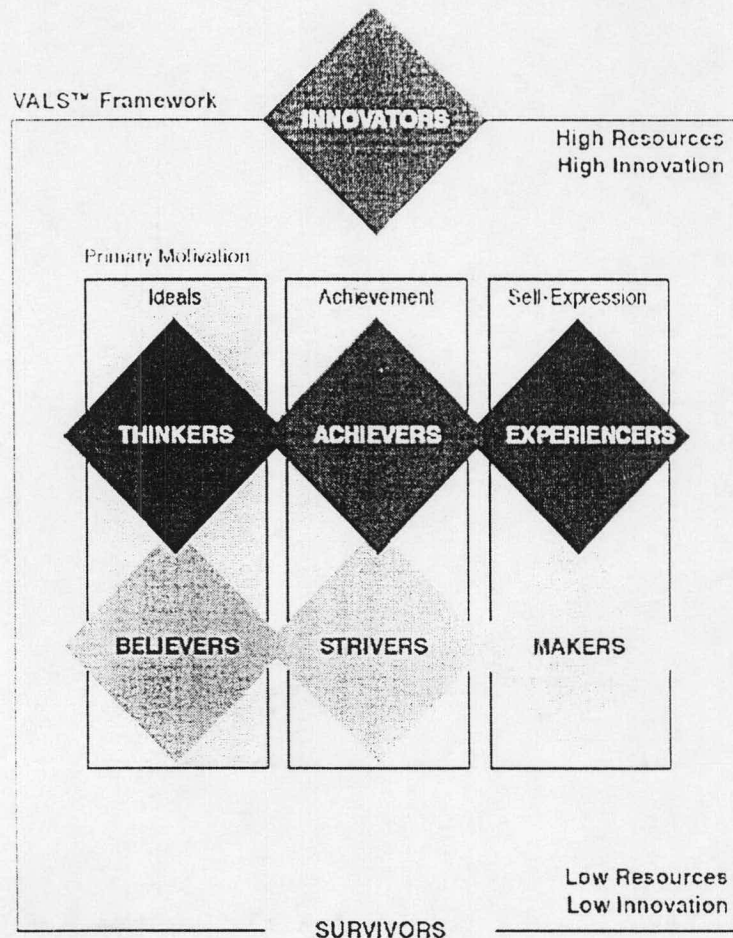 VALS™ Framework
INNOVATORS
High Resources
High Innovation
Primary Motivation
Ideals
Achievement
Self-Expression
THINKERS
ACHIEVERS
EXPERIENCERS
BELIEVERS
STRIVERS
MAKERS
Low Resources
Low Innovation
SURVIVORS